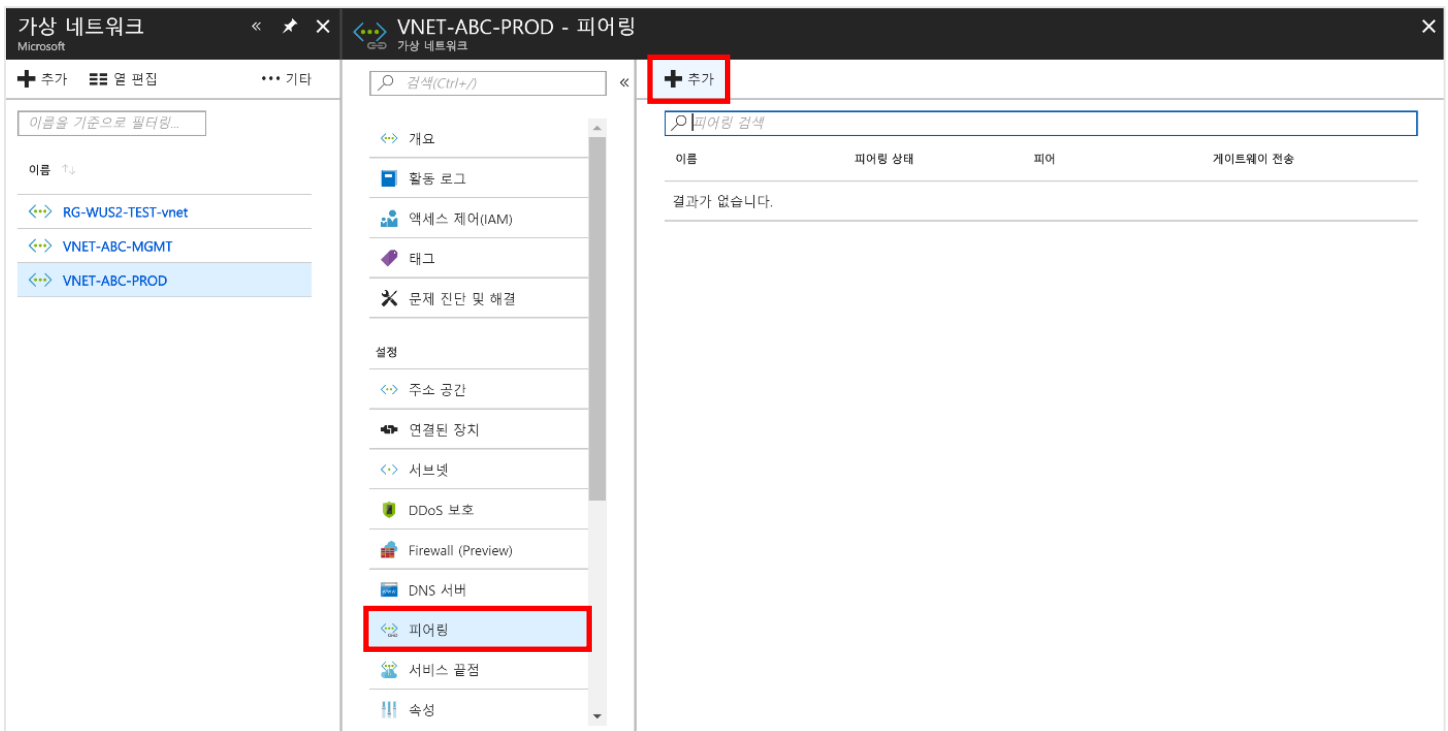 가상 네트워크
Microsoft
추가
열 편집
기타
이름을 기준으로 필터링...
이름
RG-WUS2-TEST-vnet
VNET-ABC-MGMT
VNET-ABC-PROD
VNET-ABC-PROD - 피어링
가상 네트워크
검색(Ctrl+/)
개요
활동 로그
액세스 제어(IAM)
태그
문제 진단 및 해결
설정
주소 공간
연결된 장치
서브넷
DDoS 보호
Firewall (Preview)
DNS 서버
피어링
서비스 끝점
속성
추가
피어링 검색
이름 피어링 상태 피어 게이트웨이 전송
결과가 없습니다.